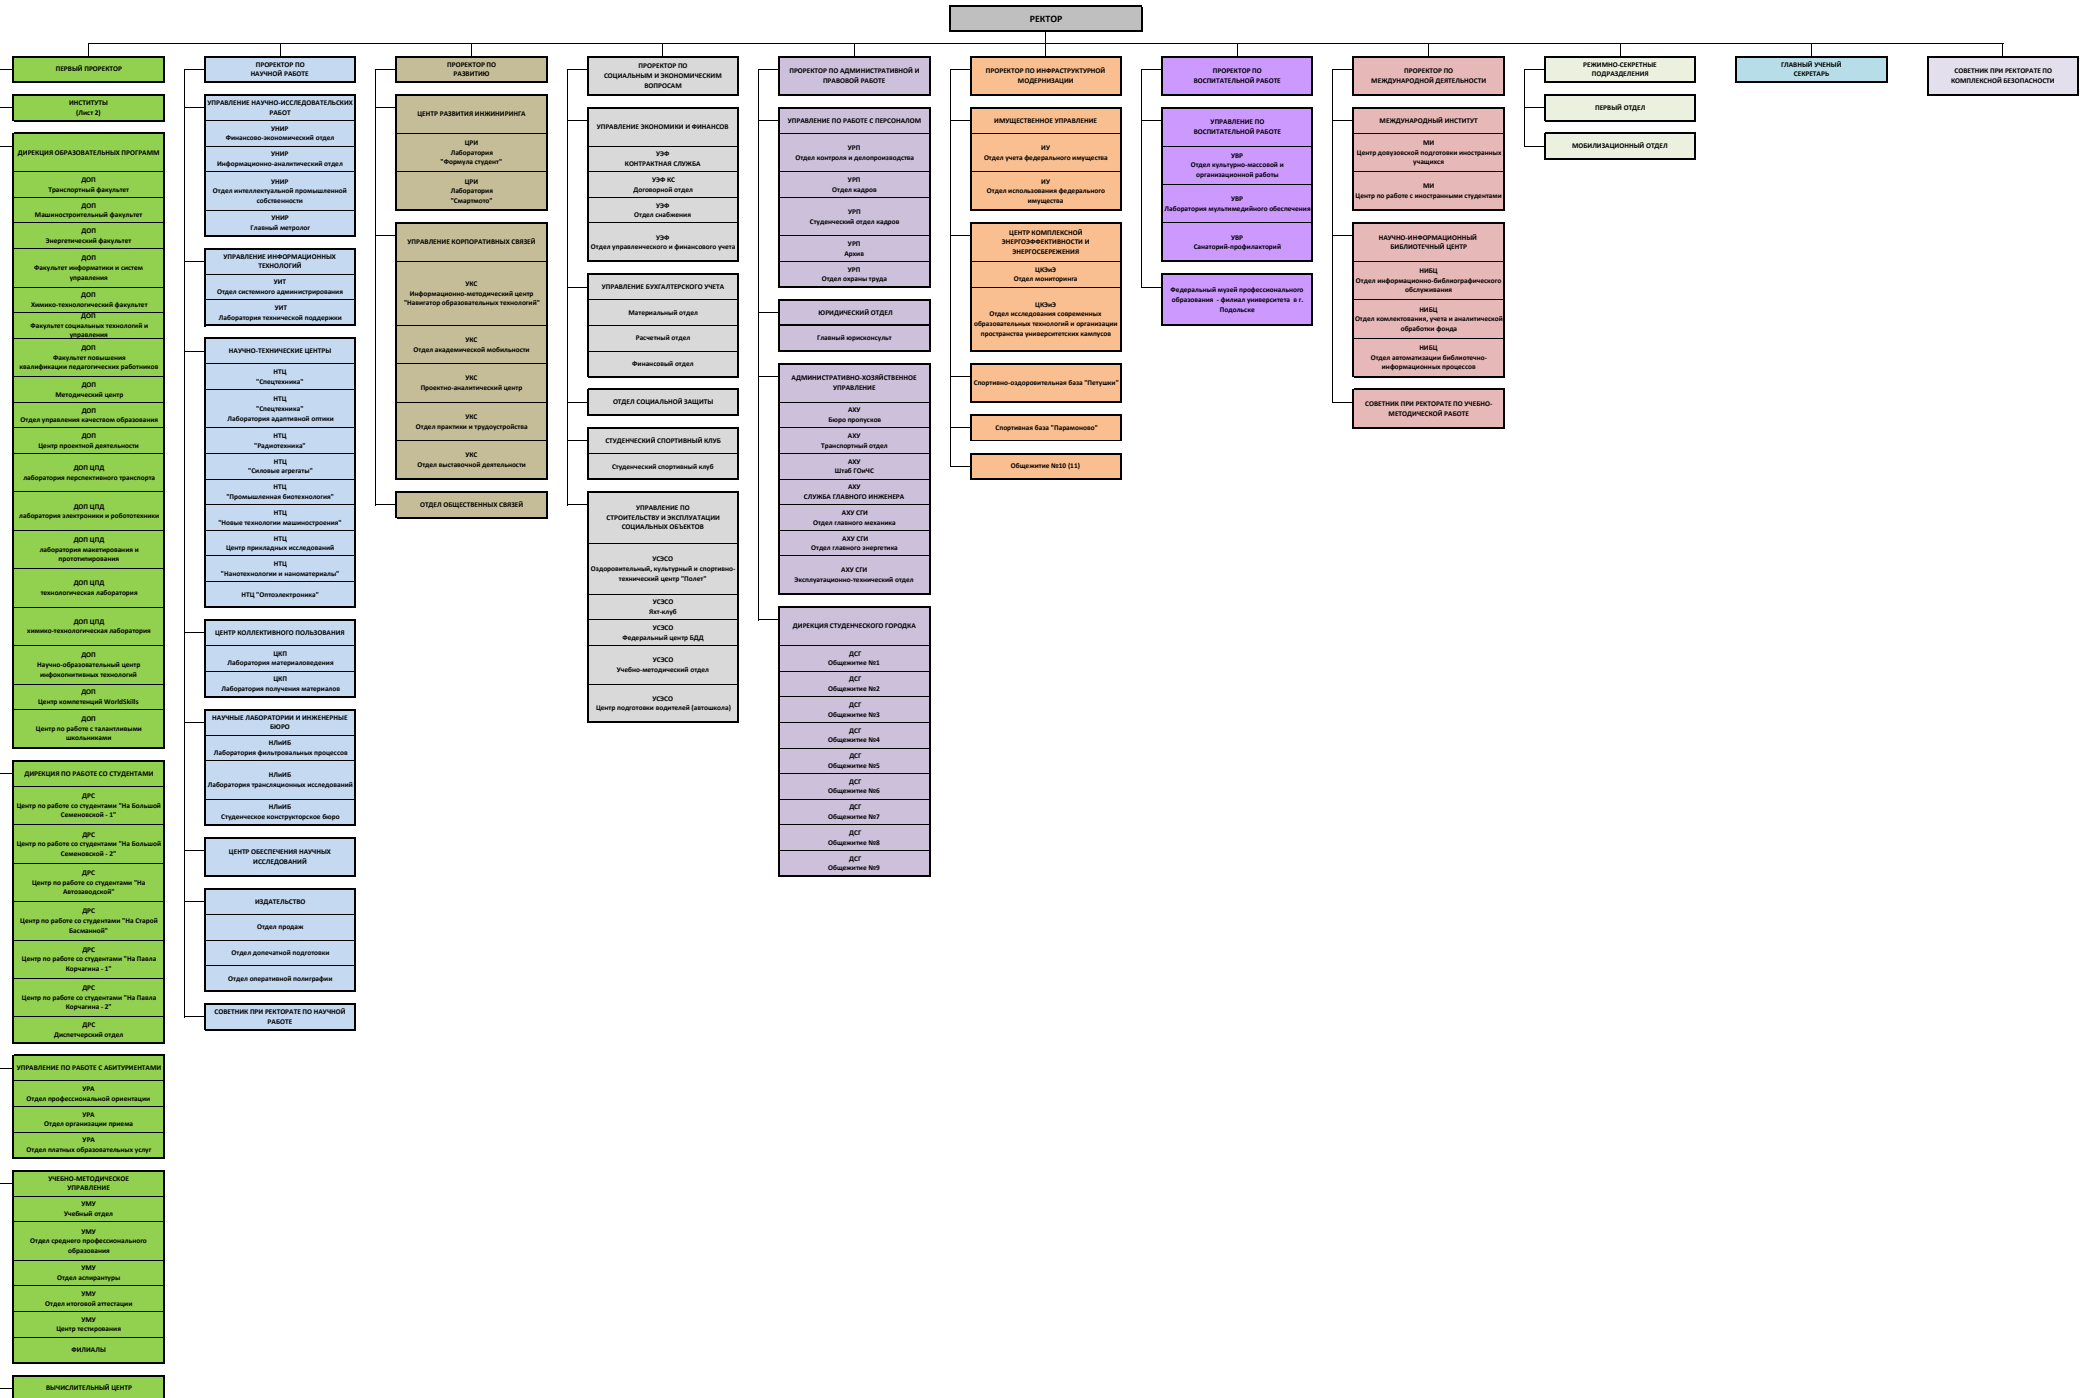 РЕКТОР
ПЕРВЫЙ ПРОРЕКТОР
ИНСТИТУТЫ
(Лист 2)
ДИРЕКЦИЯ ОБРАЗОВАТЕЛЬНЫХ ПРОГРАММ
ДОП
Транспортный факультет
ДОП
Машиностроительный факультет
ДОП
Энергетический факультет
ДОП
Факультет информатики и систем
управления
ДОП
Химико-технологический факультет
ДОП
Факультет социальных технологий и
управления
ДОП
Факультет повышения
квалификации педагогических работников
ДОП
Методический центр
ДОП
Отдел управления качеством образования
ДОП
Центр проектной деятельности
ДОП ЦПД
лаборатория перспективного транспорта
ДОП ЦПД
лаборатория электроники и робототехники
ДОП ЦПД
лаборатория макетирования и
прототипирования
ДОП ЦПД
технологическая лаборатория
ДОП ЦПД
химико-технологическая лаборатория
ДОП
Научно-образовательный центр
инфокогнитивных технологий
ДОП
Центр компетенций WorldSkills
ДОП
Центр по работе с талантливыми
школьниками
ДИРЕКЦИЯ ПО РАБОТЕ СО СТУДЕНТАМИ
ДРС
Центр по работе со студентами "На Большой
Семеновской - 1"
ДРС
Центр по работе со студентами "На Большой
Семеновской - 2"
ДРС
Центр по работе со студентами "На
Автозаводской"
ДРС
Центр по работе со студентами "На Старой
Басманной"
ДРС
Центр по работе со студентами "На Павла
Корчагина - 1"
ДРС
Центр по работе со студентами "На Павла
Корчагина - 2"
ДРС
Диспетчерский отдел
УПРАВЛЕНИЕ ПО РАБОТЕ С АБИТУРИЕНТАМИ
УРА
Отдел профессиональной ориентации
УРА
Отдел организации приема
УРА
Отдел платных образовательных услуг
УЧЕБНО-МЕТОДИЧЕСКОЕ
УПРАВЛЕНИЕ
УМУ
Учебный отдел
УМУ
Отдел среднего профессионального
образования
УМУ
Отдел аспирантуры
УМУ
Отдел итоговой аттестации
УМУ
Центр тестирования
ФИЛИАЛЫ
ВЫЧИСЛИТЕЛЬНЫЙ ЦЕНТР
ПРОРЕКТОР ПО
НАУЧНОЙ РАБОТЕ
УПРАВЛЕНИЕ НАУЧНО-ИССЛЕДОВАТЕЛЬСКИХ
РАБОТ
УНИР
Финансово-экономический отдел
УНИР
Информационно-аналитический отдел
УНИР
Отдел интеллектуальной промышленной
собственности
УНИР
Главный метролог
УПРАВЛЕНИЕ ИНФОРМАЦИОННЫХ
ТЕХНОЛОГИЙ
УИТ
Отдел системного администрирования
УИТ
Лаборатория технической поддержки
НАУЧНО-ТЕХНИЧЕСКИЕ ЦЕНТРЫ
НТЦ
"Спецтехника"
НТЦ
"Спецтехника"
Лаборатория адаптивной оптики
НТЦ
"Радиотехника"
НТЦ
"Силовые агрегаты"
НТЦ
"Промышленная биотехнология"
НТЦ
"Новые технологии машиностроения"
НТЦ
Центр прикладных исследований
НТЦ
"Нанотехнологии и наноматериалы"
НТЦ "Оптоэлектроника"
ЦЕНТР КОЛЛЕКТИВНОГО ПОЛЬЗОВАНИЯ
ЦКП
Лаборатория материаловедения
ЦКП
Лаборатория получения материалов
НАУЧНЫЕ ЛАБОРАТОРИИ И ИНЖЕНЕРНЫЕ
БЮРО
НЛиИБ
Лаборатория фильтровальных процессов
НЛиИБ
Лаборатория трансляционных исследований
НЛиИБ
Студенческое конструкторское бюро
ЦЕНТР ОБЕСПЕЧЕНИЯ НАУЧНЫХ
ИССЛЕДОВАНИЙ
ИЗДАТЕЛЬСТВО
Отдел продаж
Отдел допечатной подготовки
Отдел оперативной полиграфии
СОВЕТНИК ПРИ РЕКТОРАТЕ ПО НАУЧНОЙ
РАБОТЕ
ПРОРЕКТОР ПО
РАЗВИТИЮ
ЦЕНТР РАЗВИТИЯ ИНЖИНИРИНГА
ЦРИ
Лаборатория
"Формула студент"
ЦРИ
Лаборатория
"Смартмото"
УПРАВЛЕНИЕ КОРПОРАТИВНЫХ СВЯЗЕЙ
УКС
Информационно-методический центр
"Навигатор образовательных технологий"
УКС
Отдел академической мобильности
УКС
Проектно-аналитический центр
УКС
Отдел практики и трудоустройства
УКС
Отдел выставочной деятельности
ОТДЕЛ ОБЩЕСТВЕННЫХ СВЯЗЕЙ
ПРОРЕКТОР ПО
СОЦИАЛЬНЫМ И ЭКОНОМИЧЕСКИМ
ВОПРОСАМ
УПРАВЛЕНИЕ ЭКОНОМИКИ И ФИНАНСОВ
УЭФ
КОНТРАКТНАЯ СЛУЖБА
УЭФ КС
Договорной отдел
УЭФ
Отдел снабжения
УЭФ
Отдел управленческого и финансового учета
УПРАВЛЕНИЕ БУХГАЛТЕРСКОГО УЧЕТА
Материальный отдел
Расчетный отдел
Финансовый отдел
ОТДЕЛ СОЦИАЛЬНОЙ ЗАЩИТЫ
СТУДЕНЧЕСКИЙ СПОРТИВНЫЙ КЛУБ
Студенческий спортивный клуб
УПРАВЛЕНИЕ ПО
СТРОИТЕЛЬСТВУ И ЭКСПЛУАТАЦИИ
СОЦИАЛЬНЫХ ОБЪЕКТОВ
УСЭСО
Оздоровительный, культурный и спортивно-
технический центр "Полет"
УСЭСО
Яхт-клуб
УСЭСО
Федеральный центр БДД
УСЭСО
Учебно-методический отдел
УСЭСО
Центр подготовки водителей (автошкола)
ПРОРЕКТОР ПО АДМИНИСТРАТИВНОЙ И
ПРАВОВОЙ РАБОТЕ
УПРАВЛЕНИЕ ПО РАБОТЕ С ПЕРСОНАЛОМ
УРП
Отдел контроля и делопроизводства
УРП
Отдел кадров
УРП
Студенческий отдел кадров
УРП
Архив
УРП
Отдел охраны труда
ЮРИДИЧЕСКИЙ ОТДЕЛ
Главный юрисконсульт
АДМИНИСТРАТИВНО-ХОЗЯЙСТВЕННОЕ
УПРАВЛЕНИЕ
АХУ
Бюро пропусков
АХУ
Транспортный отдел
АХУ
Штаб ГОиЧС
АХУ
СЛУЖБА ГЛАВНОГО ИНЖЕНЕРА
АХУ СГИ
Отдел главного механика
АХУ СГИ
Отдел главного энергетика
АХУ СГИ
Эксплуатационно-технический отдел
ДИРЕКЦИЯ СТУДЕНЧЕСКОГО ГОРОДКА
ДСГ
Общежитие №1
ДСГ
Общежитие №2
ДСГ
Общежитие №3
ДСГ
Общежитие №4
ДСГ
Общежитие №5
ДСГ
Общежитие №6
ДСГ
Общежитие №7
ДСГ
Общежитие №8
ДСГ
Общежитие №9
ПРОРЕКТОР ПО ИНФРАСТРУКТУРНОЙ
МОДЕРНИЗАЦИИ
ИМУЩЕСТВЕННОЕ УПРАВЛЕНИЕ
ИУ
Отдел учета федерального имущества
ИУ
Отдел использования федерального
имущества
ЦЕНТР КОМПЛЕКСНОЙ
ЭНЕРГОЭФФЕКТИВНОСТИ И
ЭНЕРГОСБЕРЕЖЕНИЯ
ЦКЭиЭ
Отдел мониторинга
ЦКЭиЭ
Отдел исследования современных
образовательных технологий и организации
пространства университетских кампусов
Спортивно-оздоровительная база "Петушки"
Спортивная база "Парамоново"
Общежитие №10 (11)
ПРОРЕКТОР ПО
ВОСПИТАТЕЛЬНОЙ РАБОТЕ
УПРАВЛЕНИЕ ПО
ВОСПИТАТЕЛЬНОЙ РАБОТЕ
УВР
Отдел культурно-массовой и
организационной работы
УВР
Лаборатория мультимедийного обеспечения
УВР
Санаторий-профилакторий
Федеральный музей профессионального
образования - филиал университета в г.
Подольске
ПРОРЕКТОР ПО
МЕЖДУНАРОДНОЙ ДЕЯТЕЛЬНОСТИ
МЕЖДУНАРОДНЫЙ ИНСТИТУТ
МИ
Центр довузовской подготовки иностранных
учащихся
МИ
Центр по работе с иностранными студентами
НАУЧНО-ИНФОРМАЦИОННЫЙ
БИБЛИОТЕЧНЫЙ ЦЕНТР
НИБЦ
Отдел информационно-библиографического
обслуживания
НИБЦ
Отдел комлектования, учета и аналитической
обработки фонда
НИБЦ
Отдел автоматизации библиотечно-
информационных процессов
СОВЕТНИК ПРИ РЕКТОРАТЕ ПО УЧЕБНО-
МЕТОДИЧЕСКОЙ РАБОТЕ
РЕЖИМНО-СЕКРЕТНЫЕ
ПОДРАЗДЕЛЕНИЯ
ПЕРВЫЙ ОТДЕЛ
МОБИЛИЗАЦИОННЫЙ ОТДЕЛ
ГЛАВНЫЙ УЧЕНЫЙ
СЕКРЕТАРЬ
СОВЕТНИК ПРИ РЕКТОРАТЕ ПО
КОМПЛЕКСНОЙ БЕЗОПАСНОСТИ